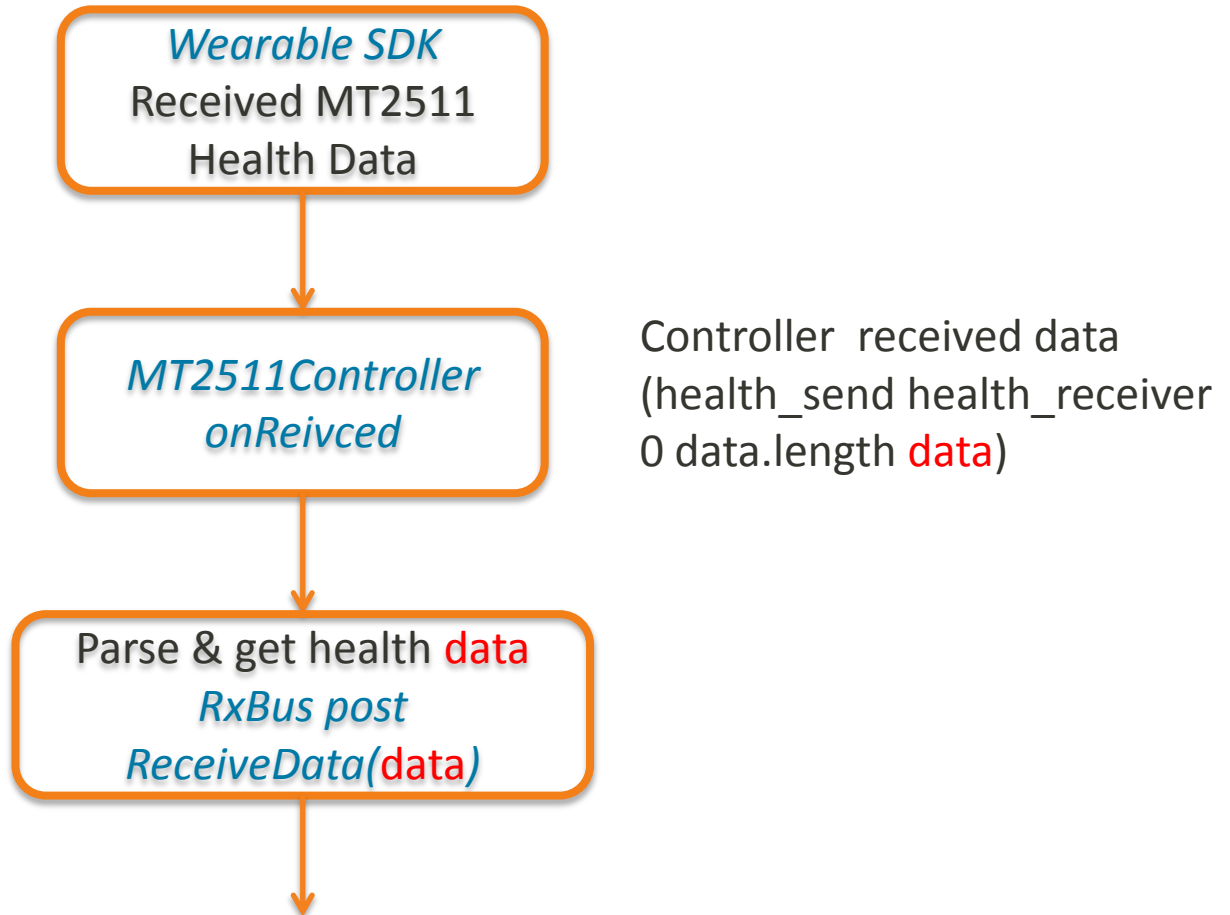 Wearable SDK
Received MT2511
Health Data
MT2511Controller
onReivced
Controller  received data
(health_send health_receiver
0 data.length data)
Parse & get health data
RxBus post
ReceiveData(data)